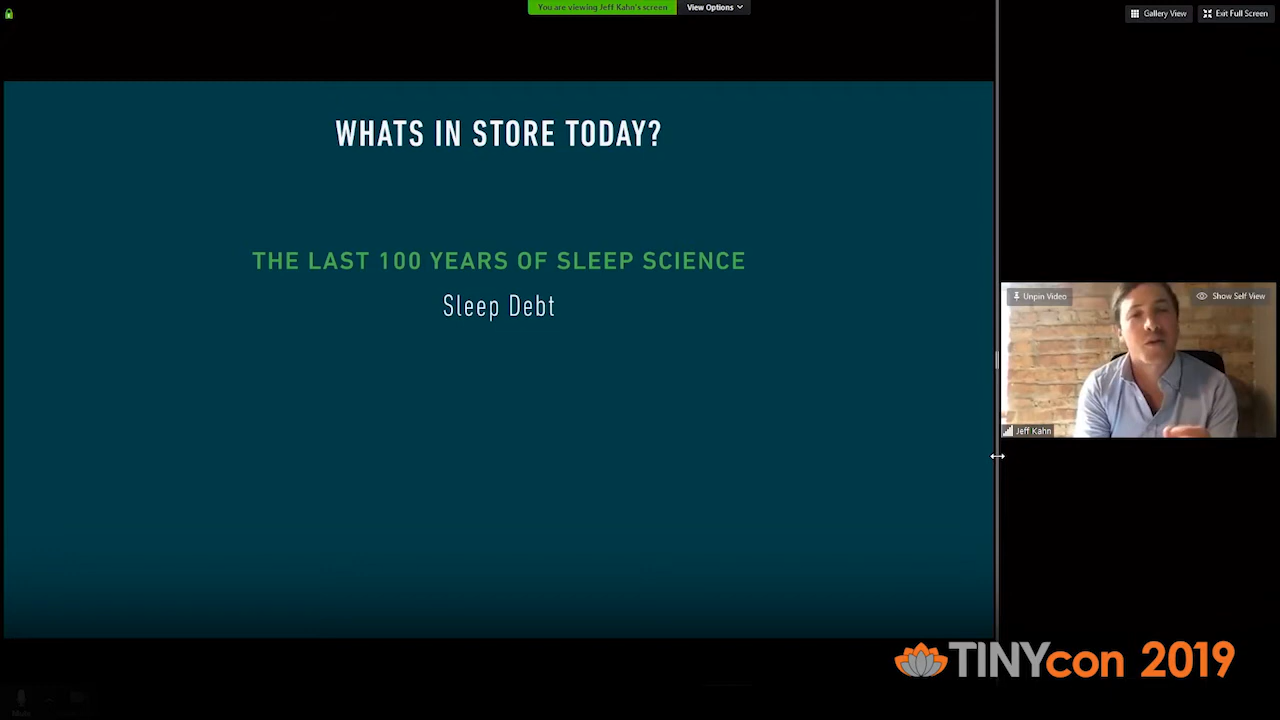 You are viewing Jeff Kahn's screen
View Options
Gallery View
Exit Full Screen
WHATS IN STORE TODAY?
THE LAST 100 YEARS OF SLEEP SCIENCE
Sleep Debt
Unpin Video
Show Self View
Jeff Kahn
TINYcon 2019